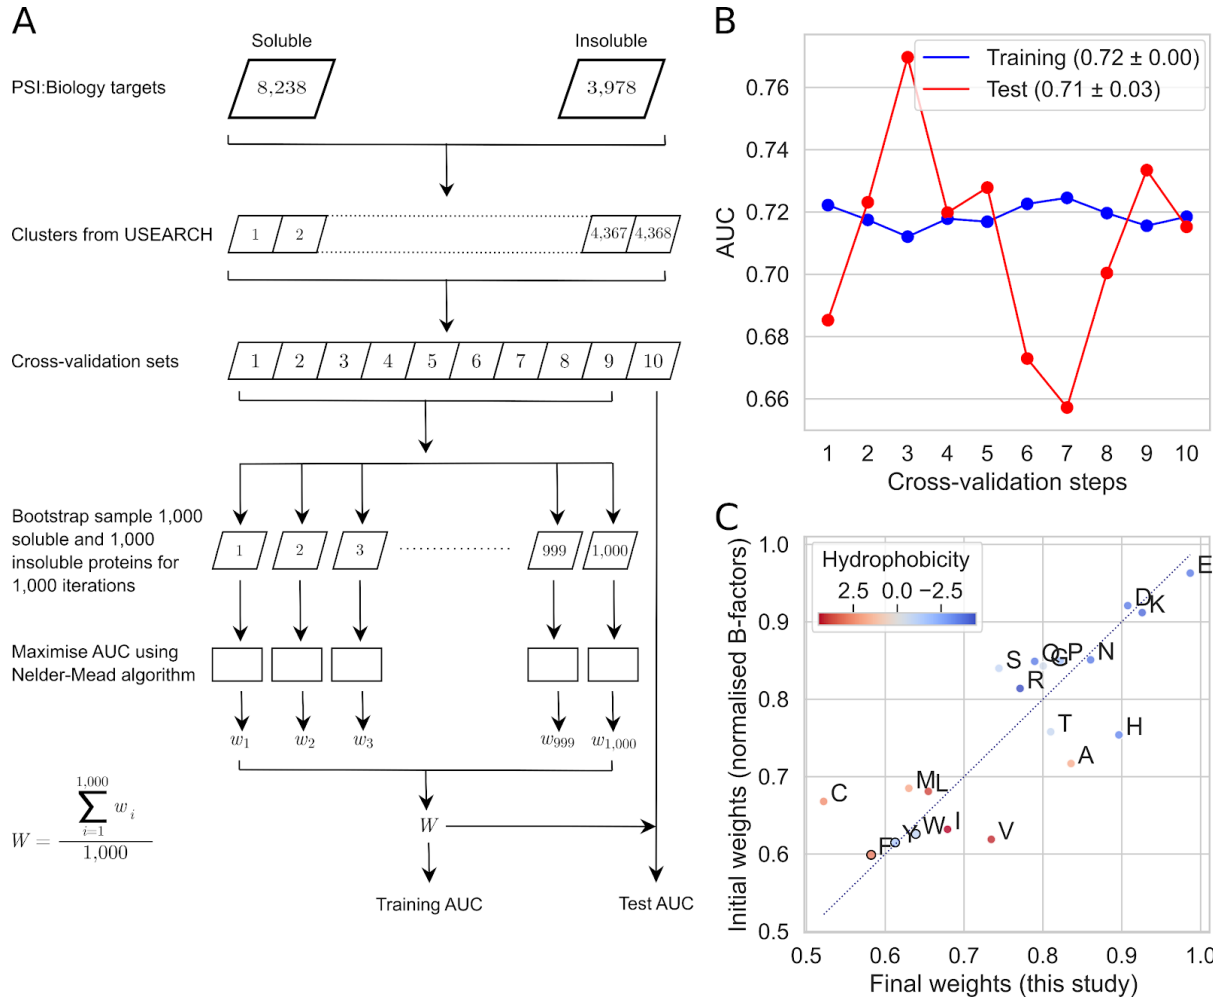 A
Soluble
Insoluble
PSI:Biology targets
8,238
3,978
Clusters from USEARCH
1
2
4,367
4,368
Cross-validation sets
1
2
3
4
5
6
7
8
9
10
Bootstrap sample 1,000
soluble and 1,000
insoluble proteins for
1,000 iterations
1
2
3
999
1,000
Maximise AUC using
Nelder-Mead algorithm
w1
w2
w3
w999
w1,000
W = ∑ i=1 1,000 w i / 1,000
W
Training AUC
Test AUC
B
Training (0.72 ± 0.00)
Test (0.71 ± 0.03)
AUC
0.76
0.74
0.72
0.70
0.68
0.66
1 2 3 4 5 6 7 8 9 10
Cross-validation steps
C
Initial weights (normalised B-factors)
1.0
0.9
0.8
0.7
0.6
0.5
Hydrophobicity
2.5 0.0 −2.5
E
D
K
S
Q
G
P
N
R
T
H
A
C
M
L
F
Y
W
I
V
0.5 0.6 0.7 0.8 0.9 1.0
Final weights (this study)